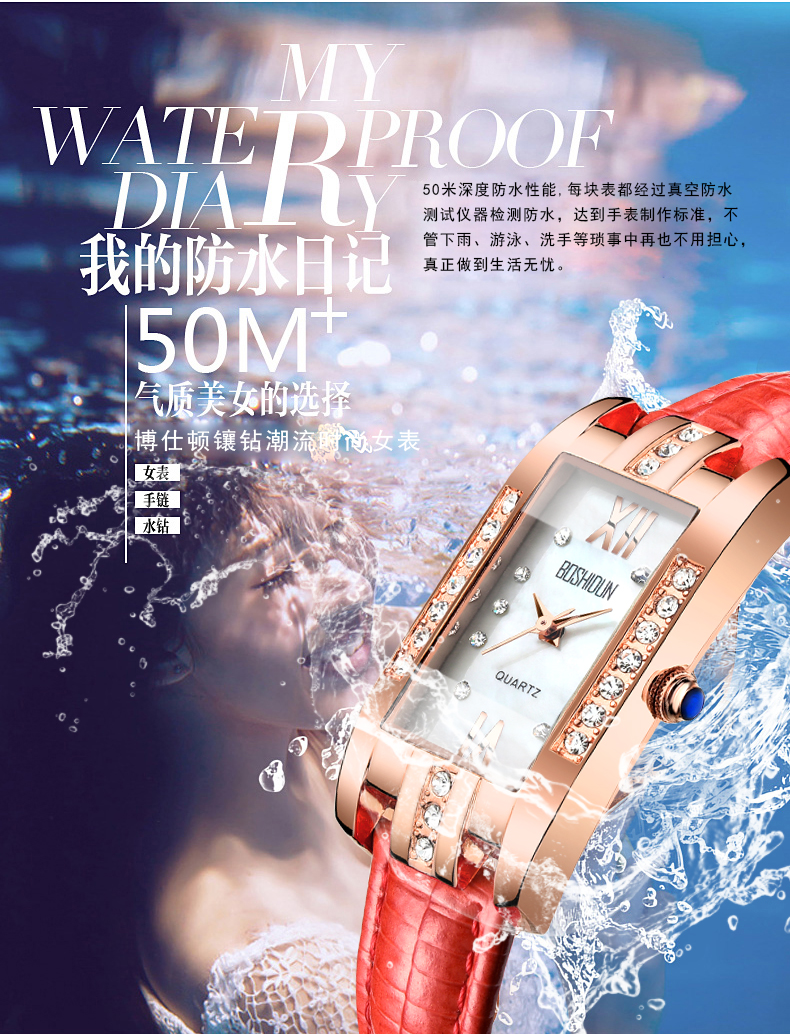 MY
WATERPROOF
DIARY
我的防水日记
50米深度防水性能, 每块表都经过真空防水
测试仪器检测防水，达到手表制作标准，不
管下雨、游泳、洗手等琐事中再也不用担心，
真正做到生活无忧。
50M+
气质美女的选择
博仕顿镶钻潮流时尚女表
女表
手链
水钻
XII
BOSHIDUN
QUARTZ
VI